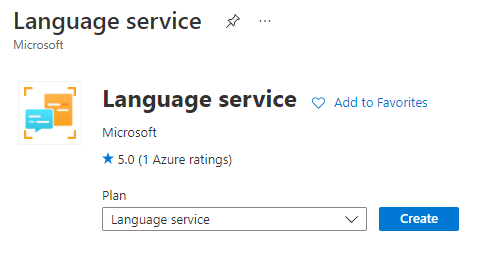 Language service
Microsoft
Language service
Add to Favorites
Microsoft
5.0 (1 Azure ratings)
Plan
Language service
Create